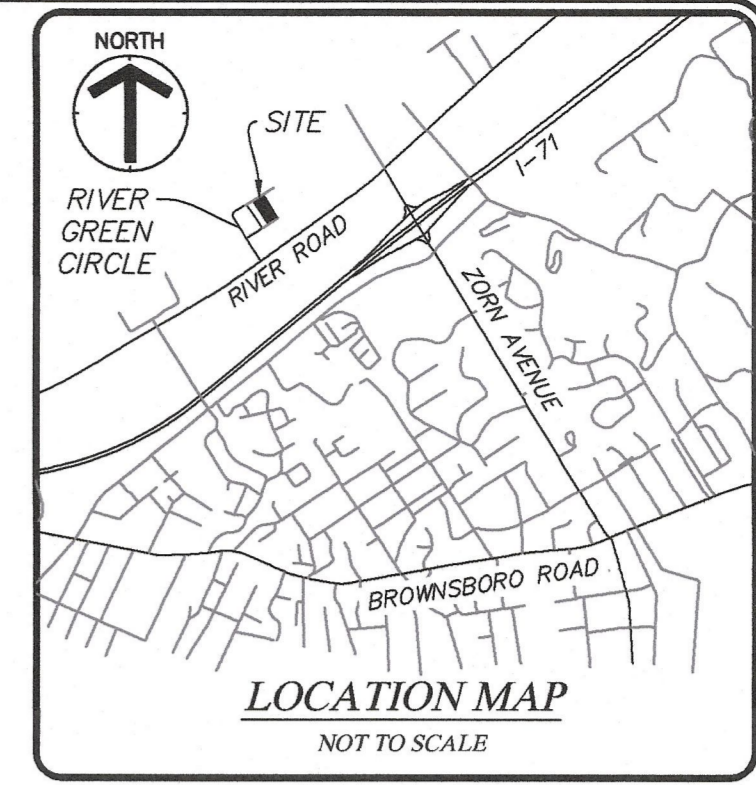 NORTH
SITE
I-71
RIVER
GREEN
CIRCLE
RIVER ROAD
ZORN AVENUE
BROWNSBORO ROAD
LOCATION MAP
NOT TO SCALE